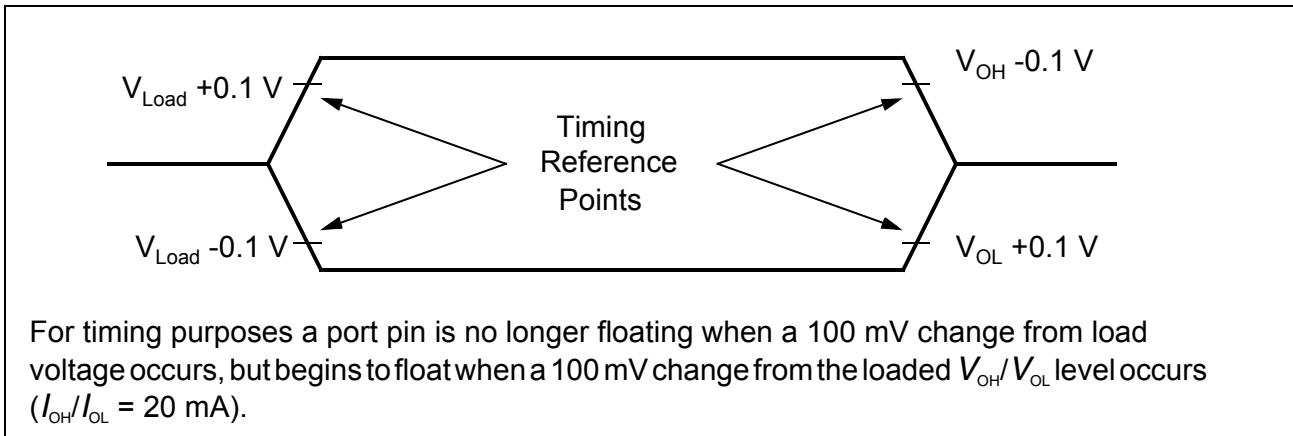 V_Load +0.1 V
V_OH -0.1 V
Timing
Reference
Points
V_Load -0.1 V
V_OL +0.1 V
For timing purposes a port pin is no longer floating when a 100 mV change from load
voltage occurs, but begins to float when a 100 mV change from the loaded V_OH/V_OL level occurs
(I_OH/I_OL = 20 mA).